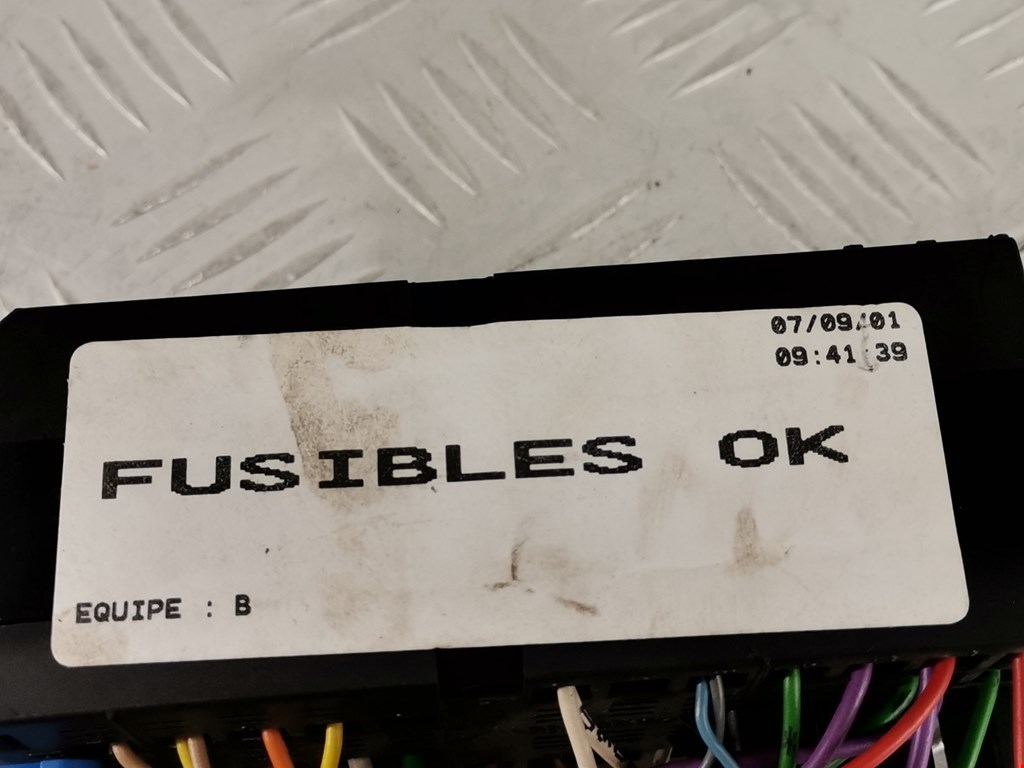 07/09/01
09:41:39
FUSIBLES OK
EQUIPE : B